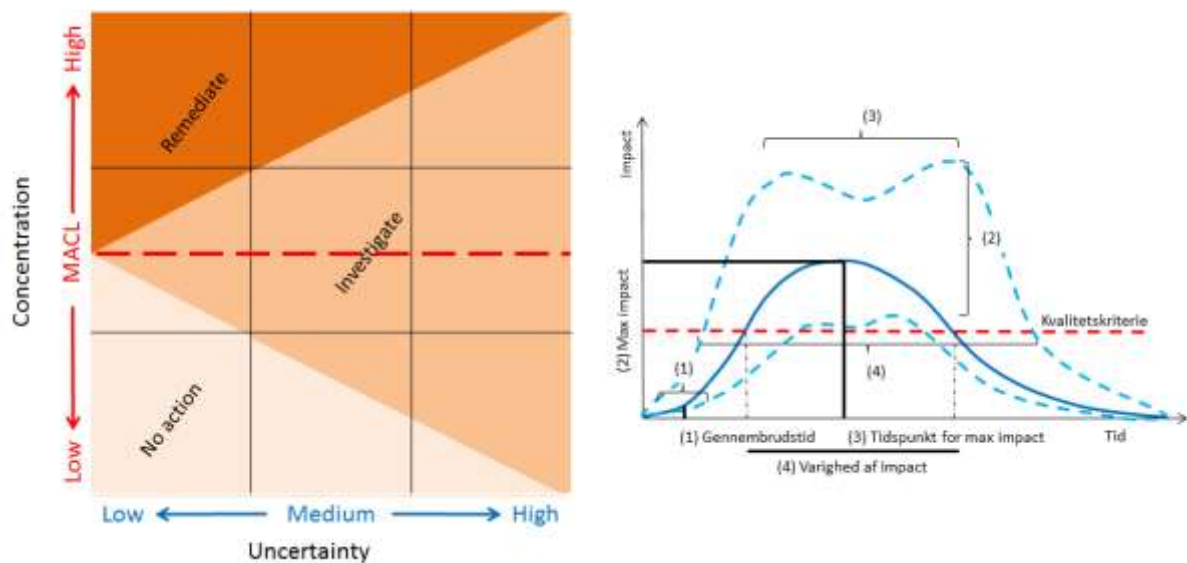 High
MACL
Low
Concentration
Remediate
Investigate
No action
Low
Medium
High
Uncertainty
Impact
(2) Max impact
(3)
(2)
Kvalitetskriterie
(1)
(4)
(1) Gennembrudstid
(3) Tidspunkt for max impact
Tid
(4) Varighed af Impact